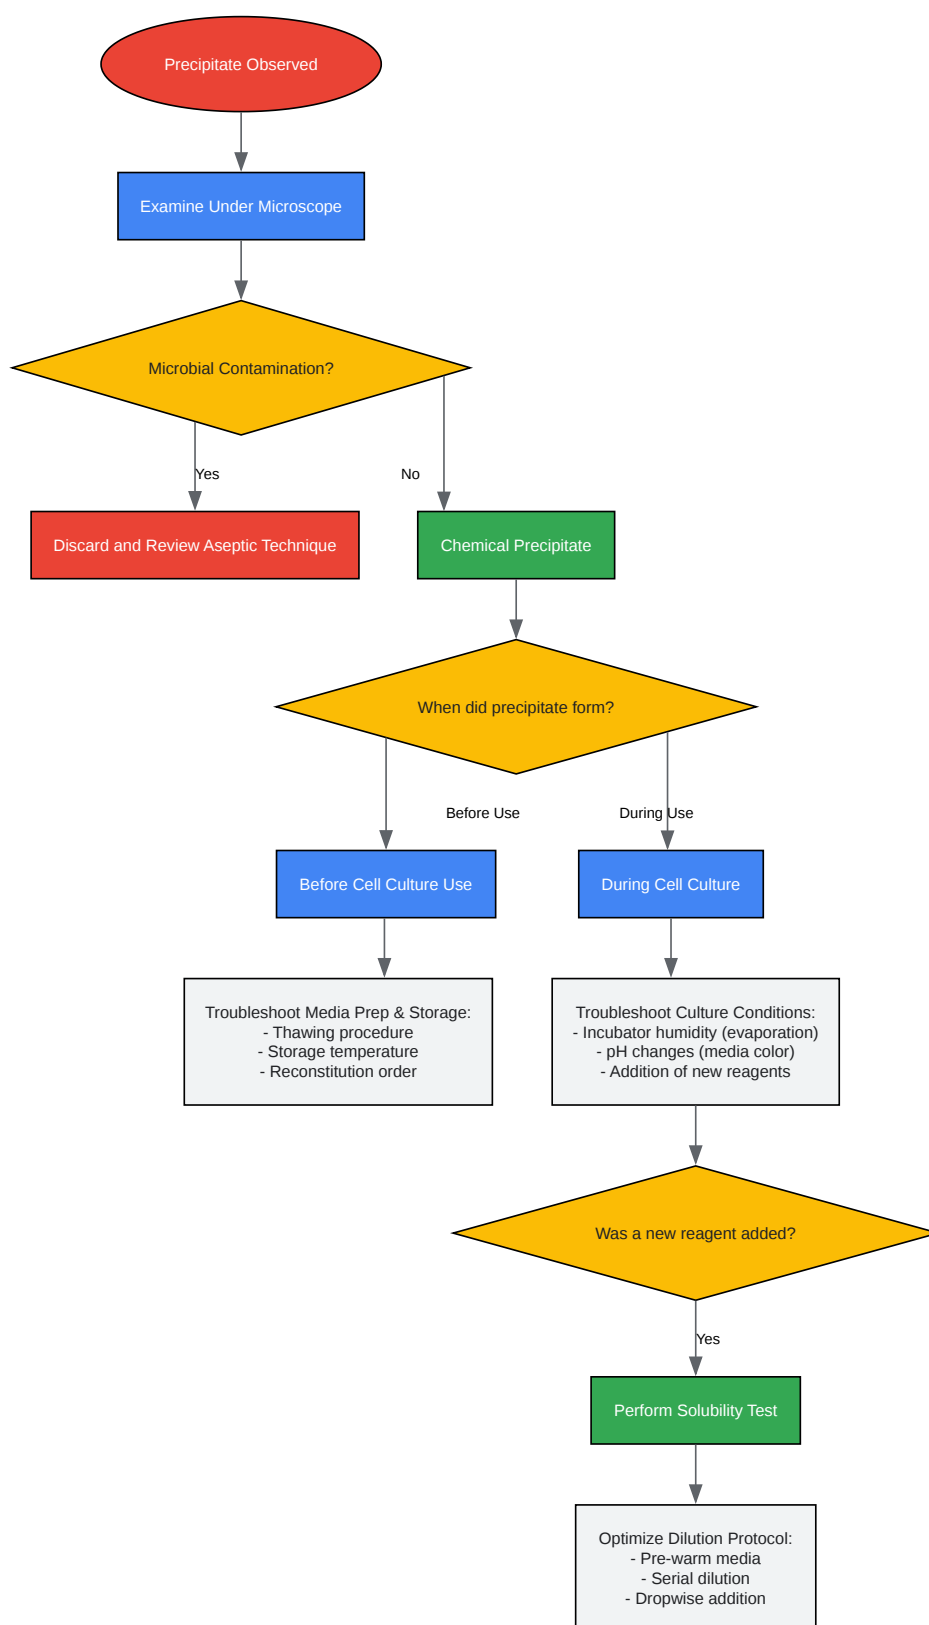 Precipitate Observed
Examine Under Microscope
Microbial Contamination?
Yes
No
Discard and Review Aseptic Technique
Chemical Precipitate
When did precipitate form?
Before Use
During Use
Before Cell Culture Use
During Cell Culture
Troubleshoot Media Prep & Storage:
- Thawing procedure
- Storage temperature
- Reconstitution order
Troubleshoot Culture Conditions:
- Incubator humidity (evaporation)
- pH changes (media color)
- Addition of new reagents
Was a new reagent added?
Yes
Perform Solubility Test
Optimize Dilution Protocol:
- Pre-warm media
- Serial dilution
- Dropwise addition